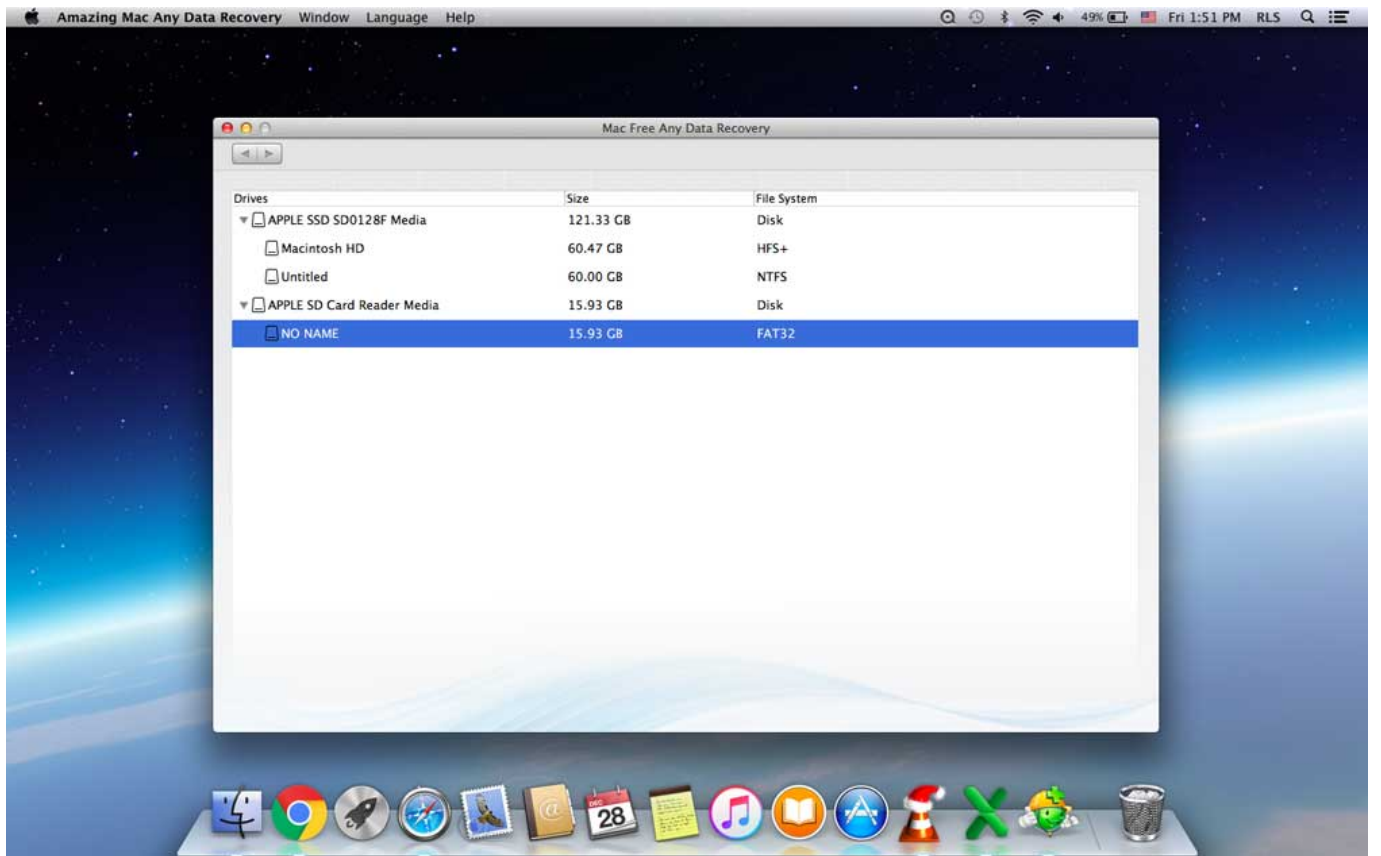 Amazing Mac Any Data Recovery Window Language Help 49% Fri 1:51 PM RLS
Mac Free Any Data Recovery
Drives Size File System
APPLE SSD SD0128F Media 121.33 GB Disk
Macintosh HD 60.47 GB HFS+
Untitled 60.00 GB NTFS
APPLE SD Card Reader Media 15.93 GB Disk
NO NAME 15.93 GB FAT32
DEC
28